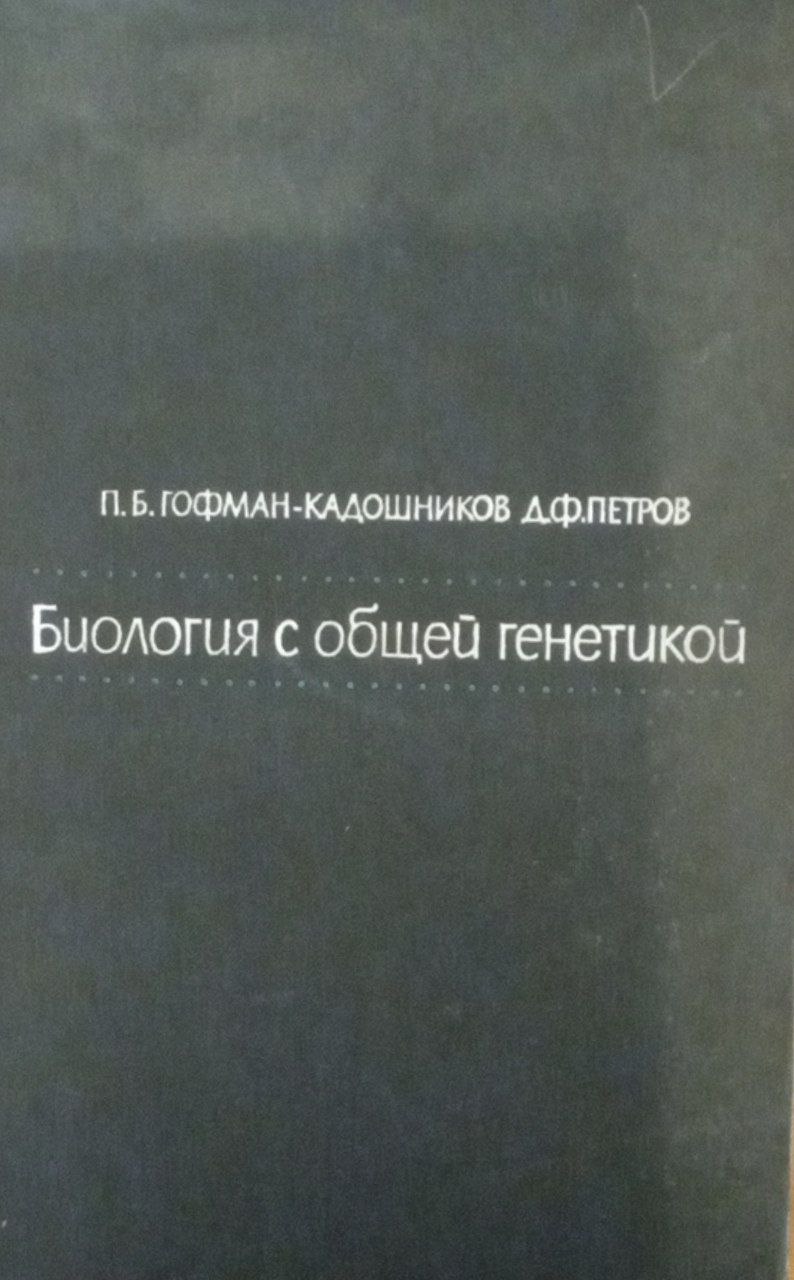 П. Б. ГОФМАН-КАДОШНИКОВ Д.Ф.ПЕТРОВ
Биология с общей генетикой